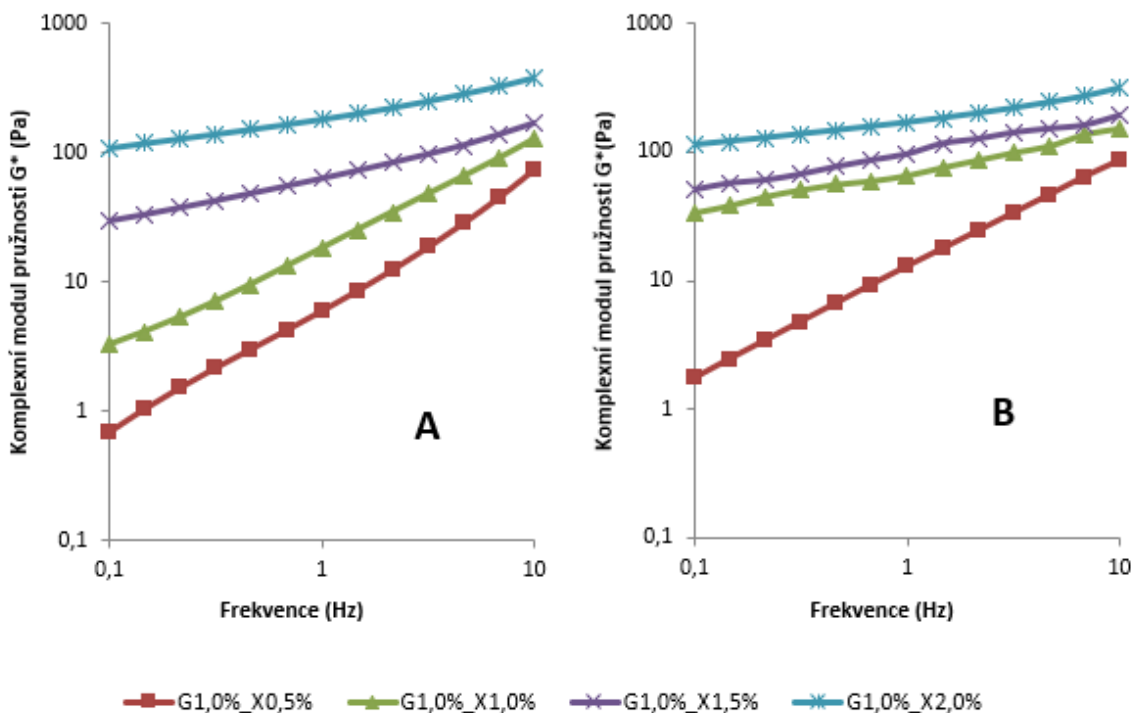 Komplexní modul pružnosti G* (Pa)
1000
100
10
1
0,1
0,1
1
10
Frekvence (Hz)
A
Komplexní modul pružnosti G*(Pa)
1000
100
10
1
0,1
0,1
1
10
Frekvence (Hz)
B
G1,0%_X0,5%
G1,0%_X1,0%
G1,0%_X1,5%
G1,0%_X2,0%